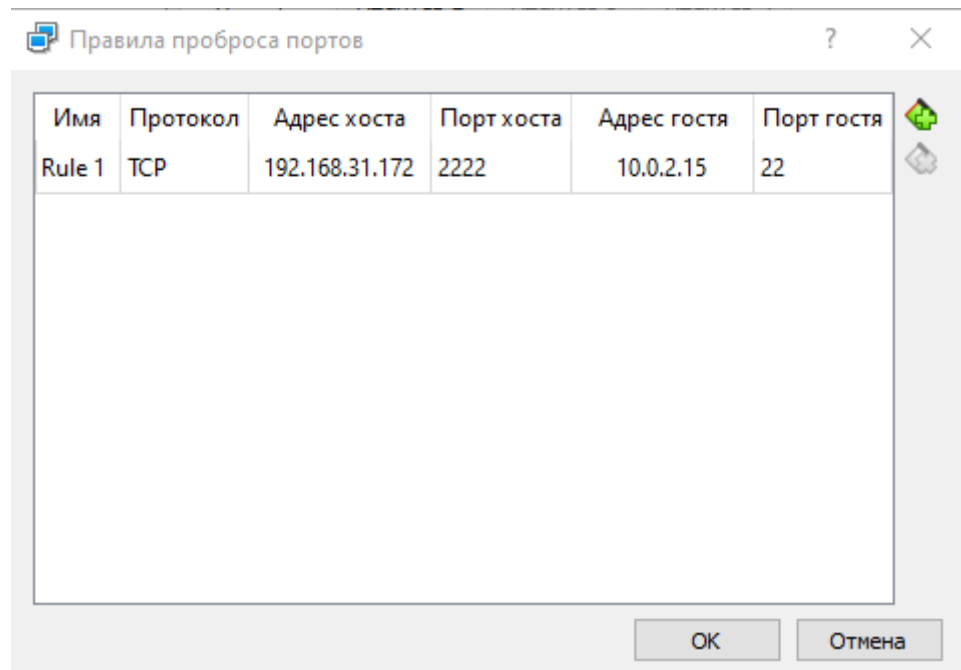 Правила проброса портов
?
Имя Протокол Адрес хоста Порт хоста Адрес гостя Порт гостя
Rule 1 TCP 192.168.31.172 2222 10.0.2.15 22
OK Отмена